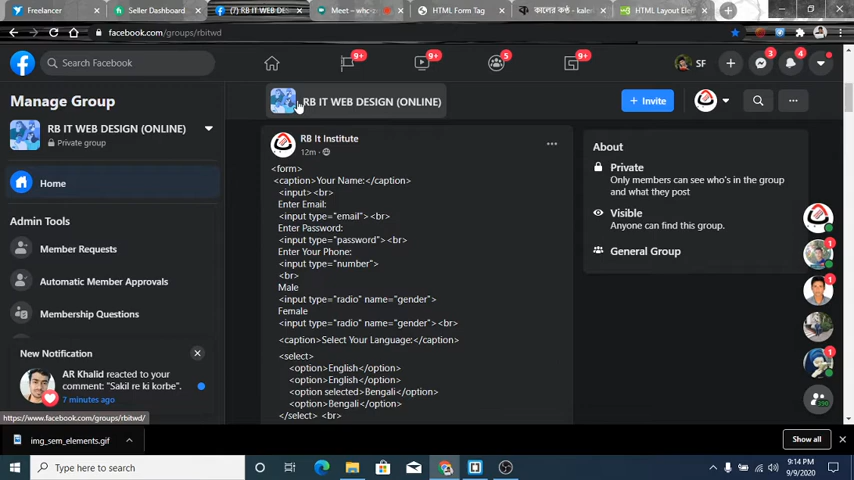 Freelancer
Seller Dashboard
(7) RB IT WEB DE
Meet – who
HTML Form Tag
কালের কণ্ঠ - kaler
HTML Layout Elem
facebook.com/groups/rbitwd
Search Facebook
9+
9+
5
9+
SF
3
8
Manage Group
RB IT WEB DESIGN (ONLINE)
Private group
Home
Admin Tools
Member Requests
Automatic Member Approvals
Membership Questions
New Notification
AR Khalid reacted to your
comment: "Sakil re ki korbe".
7 minutes ago
https://www.facebook.com/groups/rbitwd/
RB IT WEB DESIGN (ONLINE)
Invite
RB It Institute
12m
<form>
<caption>Your Name:</caption>
<input><br>
Enter Email:
<input type="email"><br>
Enter Password:
<input type="password"><br>
Enter Your Phone:
<input type="number">
<br>
Male
<input type="radio" name="gender">
Female
<input type="radio" name="gender"><br>
<caption>Select Your Language:</caption>
<select>
<option>English</option>
<option>English</option>
<option selected>Bengali</option>
<option>Bengali</option>
</select> <br>
About
Private
Only members can see who's in the group
and what they post
Visible
Anyone can find this group.
General Group
1
1
1
img_sem_elements.gif
Show all
Type here to search
9:14 PM
9/9/2020